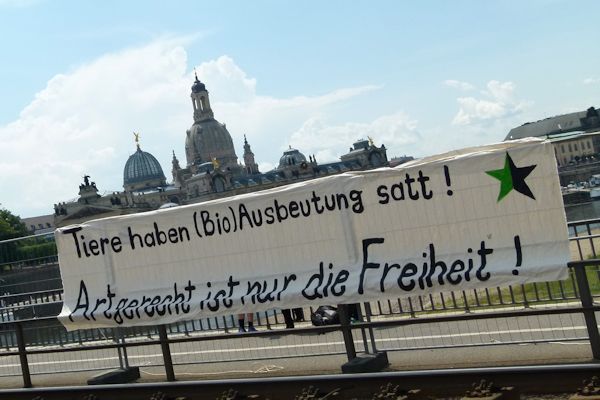 Tiere haben (Bio)Ausbeutung satt!
Artgerecht ist nur die Freiheit!